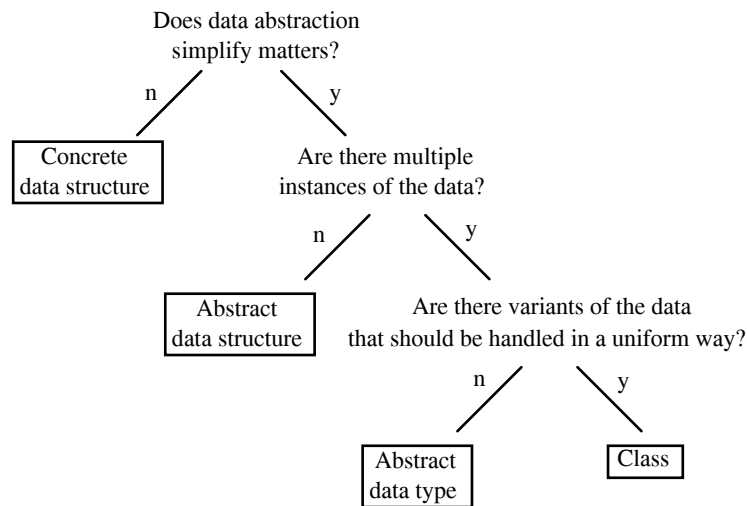 Does data abstraction
simplify matters?
n
y
Concrete
data structure
Are there multiple
instances of the data?
n
y
Abstract
data structure
Are there variants of the data
that should be handled in a uniform way?
n
y
Abstract
data type
Class